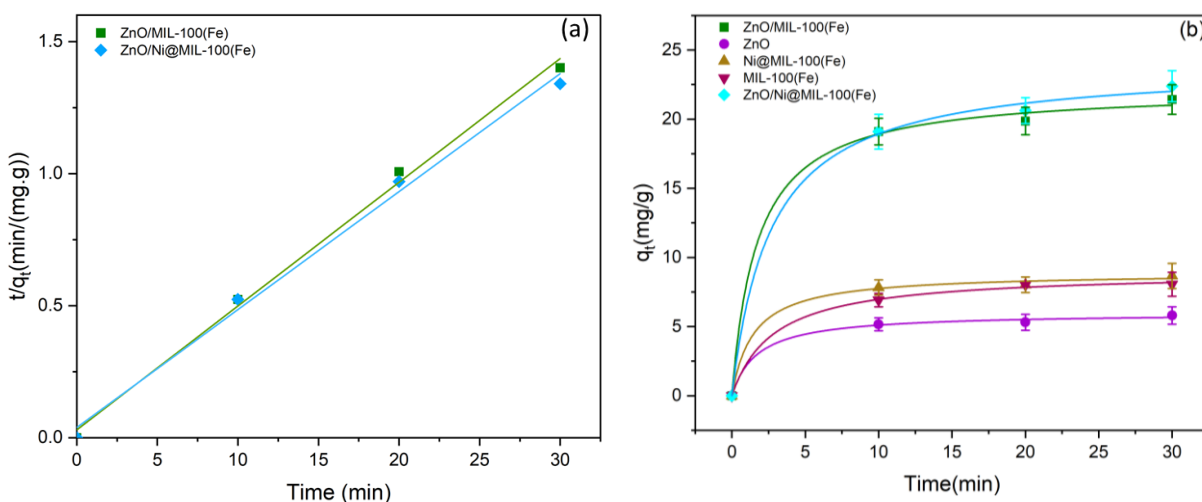 (a)
ZnO/MIL-100(Fe)
ZnO/Ni@MIL-100(Fe)
t/qt(min/(mg.g))
1.5
1.0
0.5
0.0
0 5 10 15 20 25 30
Time (min)
(b)
ZnO/MIL-100(Fe)
ZnO
Ni@MIL-100(Fe)
MIL-100(Fe)
ZnO/Ni@MIL-100(Fe)
qt(mg/g)
25
20
15
10
5
0
0 5 10 15 20 25 30
Time(min)